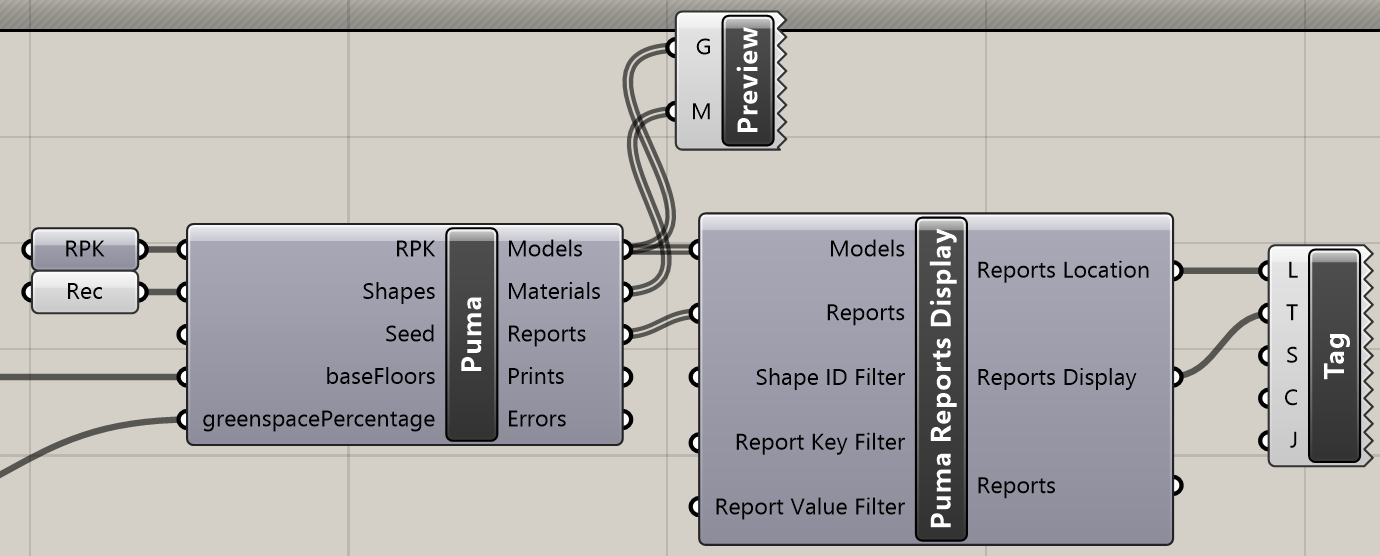 G
M
Preview
RPK
Rec
RPK
Shapes
Seed
baseFloors
greenspacePercentage
Puma
Models
Materials
Reports
Prints
Errors
Models
Reports
Shape ID Filter
Report Key Filter
Report Value Filter
Puma Reports Display
Reports Location
Reports Display
Reports
L
T
S
C
J
Tag